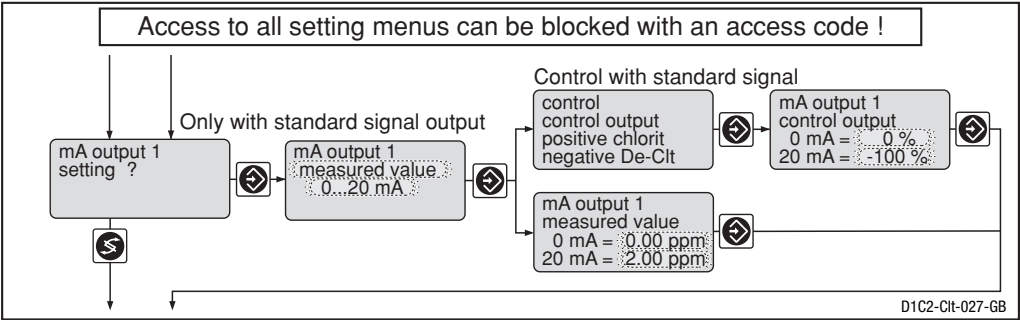 Access to all setting menus can be blocked with an access code !
Control with standard signal
Only with standard signal output
mA output 1
setting ?
mA output 1
measured value
0...20 mA
control
control output
positive chlorit
negative De-Clt
mA output 1
control output
0 mA = 0 %
20 mA = -100 %
mA output 1
measured value
0 mA = 0.00 ppm
20 mA = 2.00 ppm
D1C2-Clt-027-GB